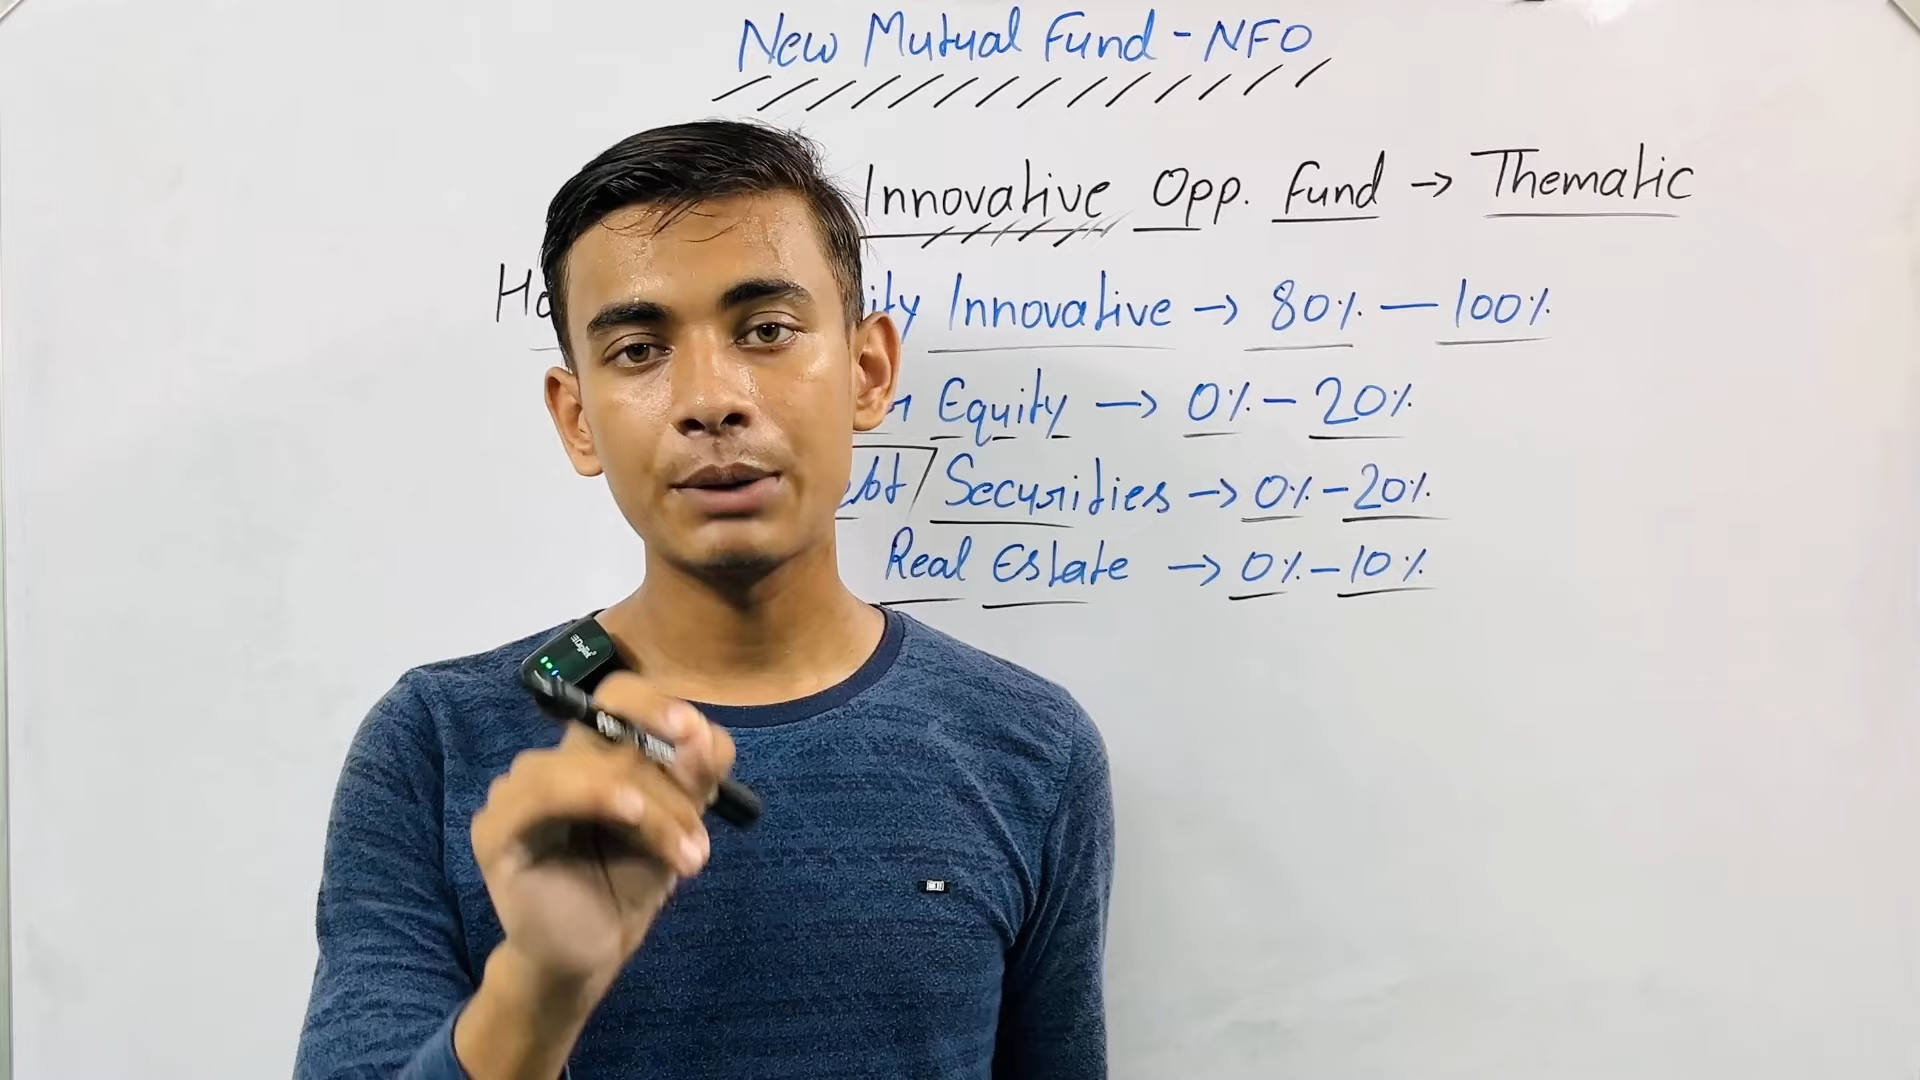 New Mutual Fund - NFO
Innovative Opp. Fund → Thematic
Innovative → 80% — 100%
Equity → 0% - 20%
Securities → 0% - 20%
Real Estate → 0% - 10%
Digitek